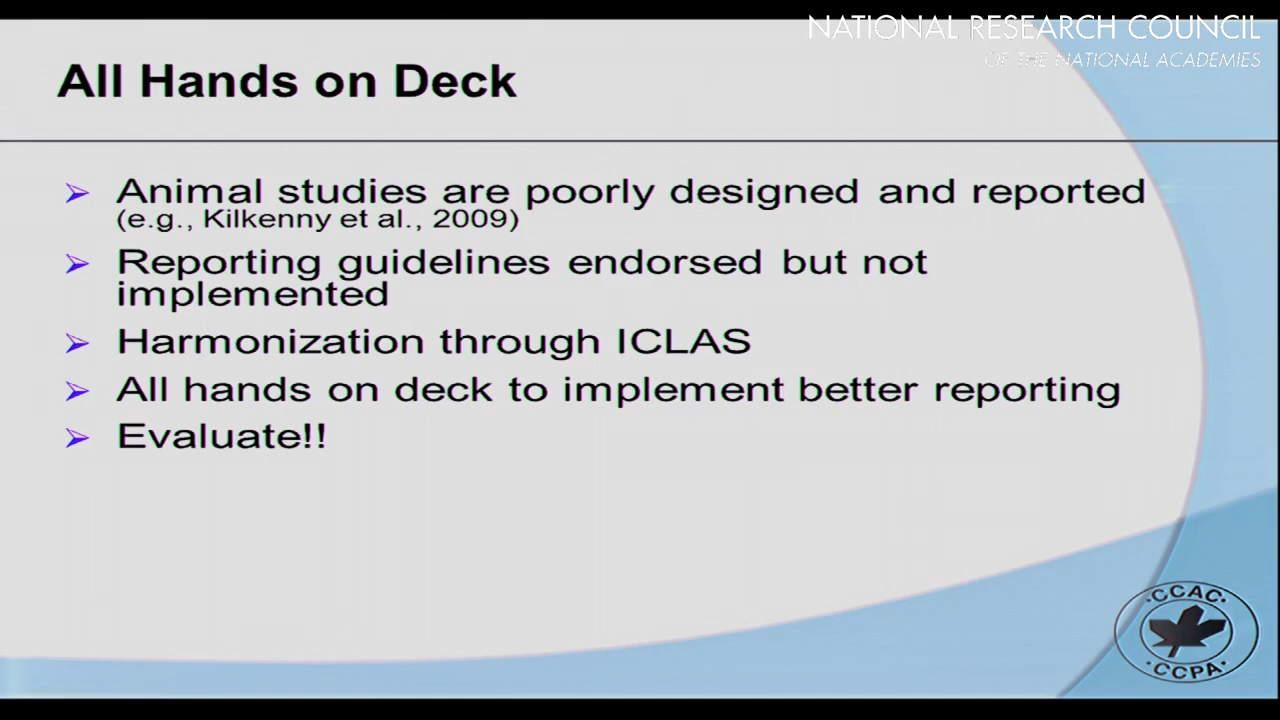 NATIONAL RESEARCH COUNCIL
OF THE NATIONAL ACADEMIES
All Hands on Deck
Animal studies are poorly designed and reported
(e.g., Kilkenny et al., 2009)
Reporting guidelines endorsed but not
implemented
Harmonization through ICLAS
All hands on deck to implement better reporting
Evaluate!!
·CCAC·
·CCPA·